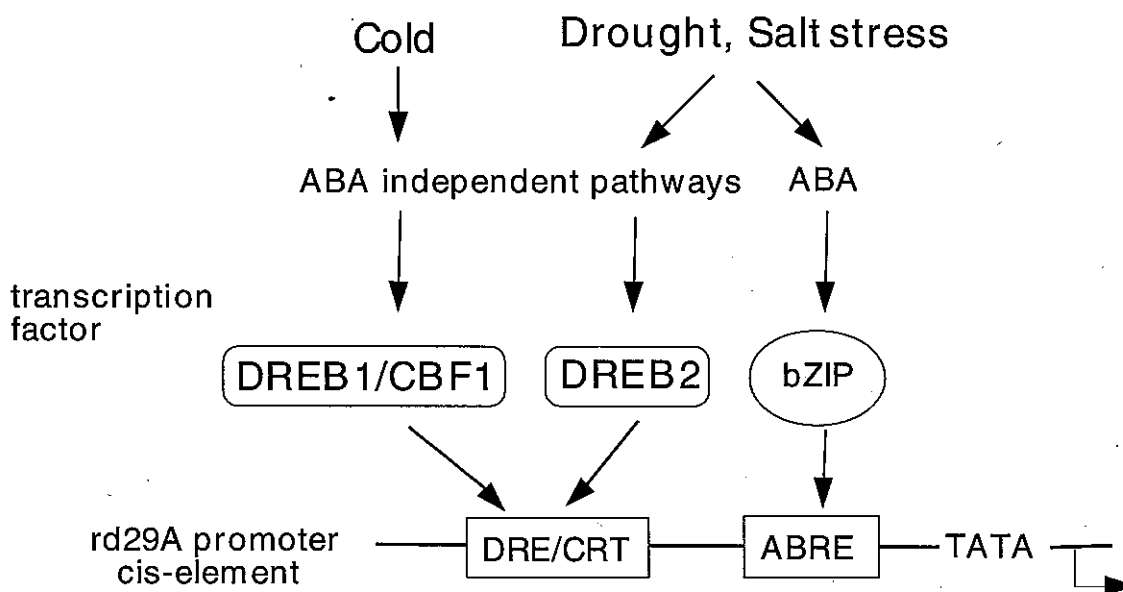 Cold
Drought, Salt stress
ABA independent pathways
ABA
transcription
factor
DREB1/CBF1
DREB2
bZIP
rd29A promoter
cis-element
DRE/CRT
ABRE
TATA